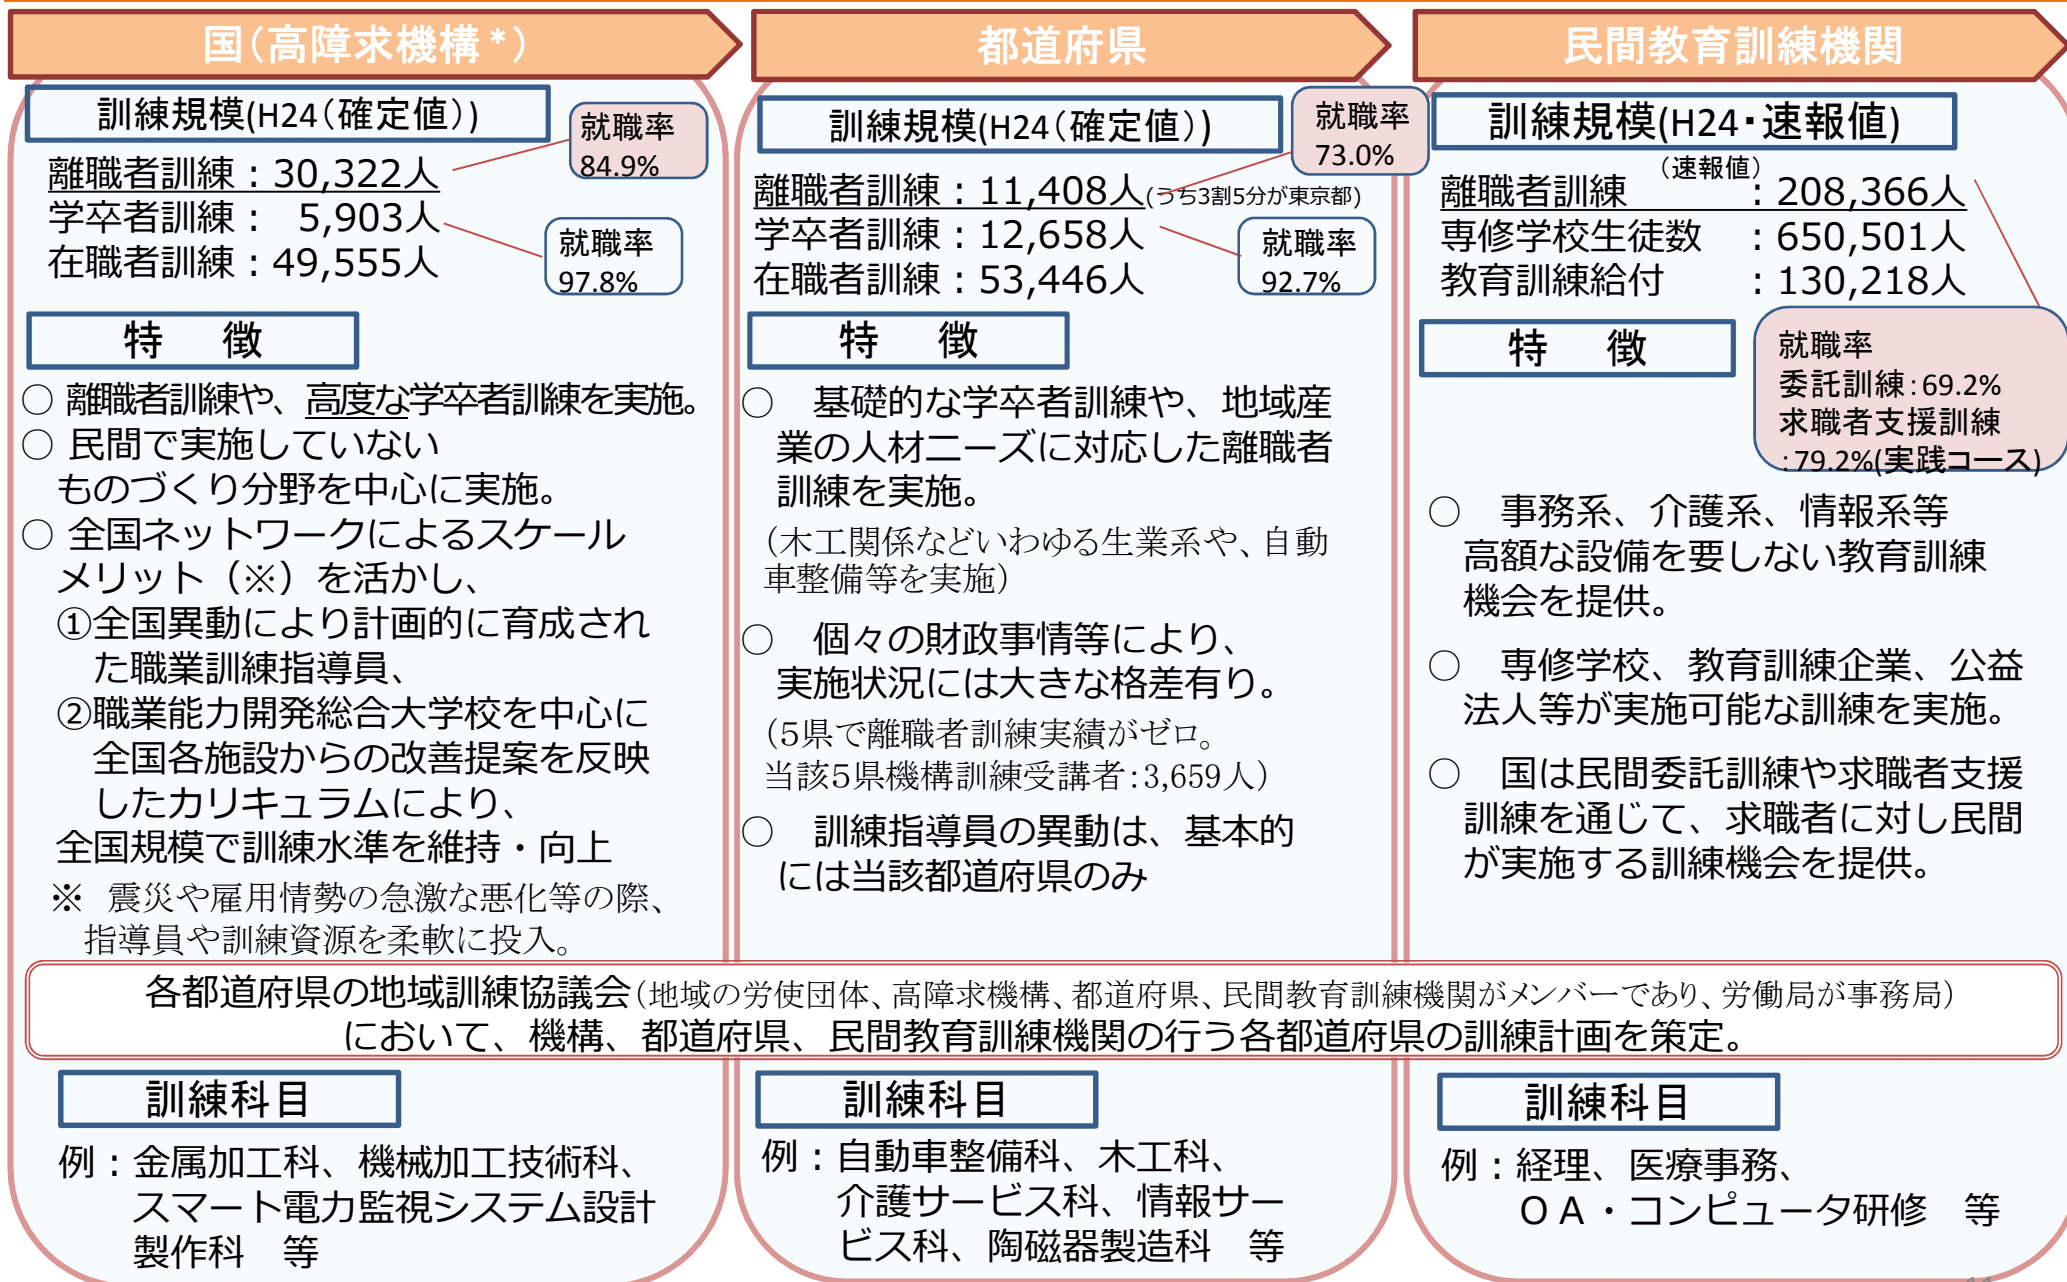 国(高障求機構*)
訓練規模(H24(確定値))
就職率
84.9%
離職者訓練：30,322人
学卒者訓練： 5,903人
在職者訓練：49,555人
就職率
97.8%
特 徴
○ 離職者訓練や、高度な学卒者訓練を実施。
○ 民間で実施していない
ものづくり分野を中心に実施。
○ 全国ネットワークによるスケール
メリット（※）を活かし、
①全国異動により計画的に育成され
た職業訓練指導員、
②職業能力開発総合大学校を中心に
全国各施設からの改善提案を反映
したカリキュラムにより、
全国規模で訓練水準を維持・向上
※ 震災や雇用情勢の急激な悪化等の際、
指導員や訓練資源を柔軟に投入。
都道府県
訓練規模(H24(確定値))
就職率
73.0%
離職者訓練：11,408人(うち3割5分が東京都)
学卒者訓練：12,658人
在職者訓練：53,446人
就職率
92.7%
特 徴
○ 基礎的な学卒者訓練や、地域産
業の人材ニーズに対応した離職者
訓練を実施。
(木工関係などいわゆる生業系や、自動
車整備等を実施)
○ 個々の財政事情等により、
実施状況には大きな格差有り。
(5県で離職者訓練実績がゼロ。
当該5県機構訓練受講者：3,659人)
○ 訓練指導員の異動は、基本的
には当該都道府県のみ
民間教育訓練機関
訓練規模(H24・速報値)
（速報値）
離職者訓練 ：208,366人
専修学校生徒数 ：650,501人
教育訓練給付 ：130,218人
特 徴
就職率
委託訓練：69.2%
求職者支援訓練
：79.2%(実践コース)
○ 事務系、介護系、情報系等
高額な設備を要しない教育訓練
機会を提供。
○ 専修学校、教育訓練企業、公益
法人等が実施可能な訓練を実施。
○ 国は民間委託訓練や求職者支援
訓練を通じて、求職者に対し民間
が実施する訓練機会を提供。
各都道府県の地域訓練協議会(地域の労使団体、高障求機構、都道府県、民間教育訓練機関がメンバーであり、労働局が事務局)
において、機構、都道府県、民間教育訓練機関の行う各都道府県の訓練計画を策定。
訓練科目
例：金属加工科、機械加工技術科、
スマート電力監視システム設計
製作科 等
訓練科目
例：自動車整備科、木工科、
介護サービス科、情報サー
ビス科、陶磁器製造科 等
訓練科目
例：経理、医療事務、
ＯＡ・コンピュータ研修 等